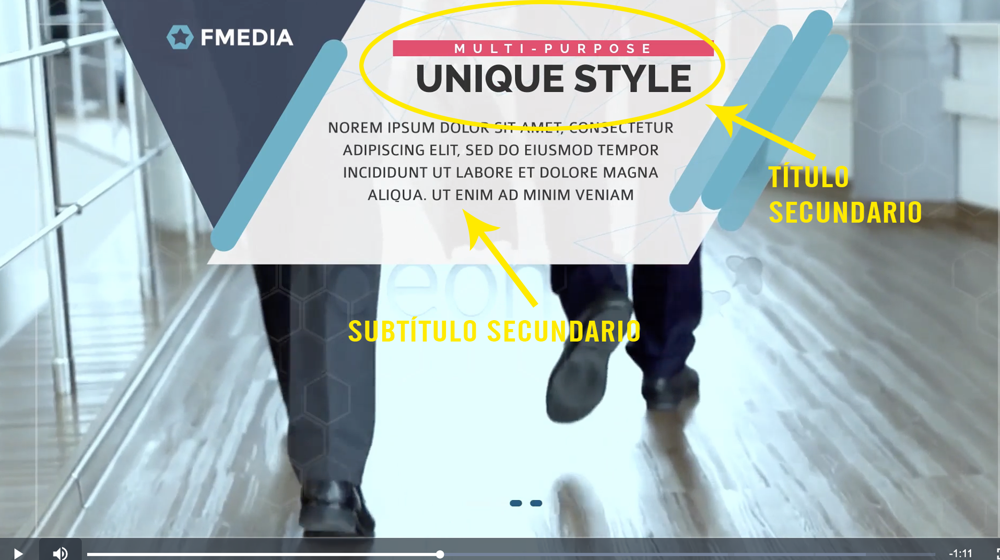 FMEDIA
MULTI-PURPOSE
UNIQUE STYLE
NOREM IPSUM DOLOR SIT AMET, CONSECTETUR
ADIPISCING ELIT, SED DO EIUSMOD TEMPOR
INCIDIDUNT UT LABORE ET DOLORE MAGNA
ALIQUA. UT ENIM AD MINIM VENIAM
TÍTULO
SECUNDARIO
eon
SUBTÍTULO SECUNDARIO
-1:11